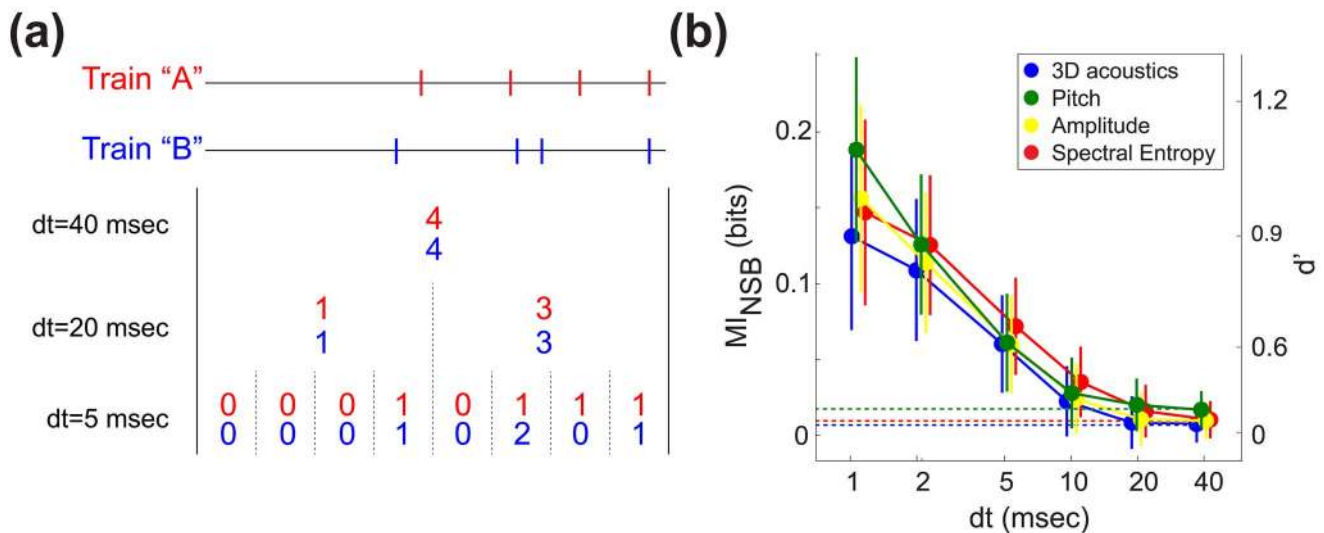 (a)
Train "A"
Train "B"
dt=40 msec
4
4
dt=20 msec
1 3
1 3
dt=5 msec
0 0 0 1 0 1 1 1
0 0 0 1 0 2 0 1
(b)
3D acoustics
Pitch
Amplitude
Spectral Entropy
MI_NSB (bits)
0.2
0.1
0
1.2
0.9
0.6
0
d'
1 2 5 10 20 40
dt (msec)